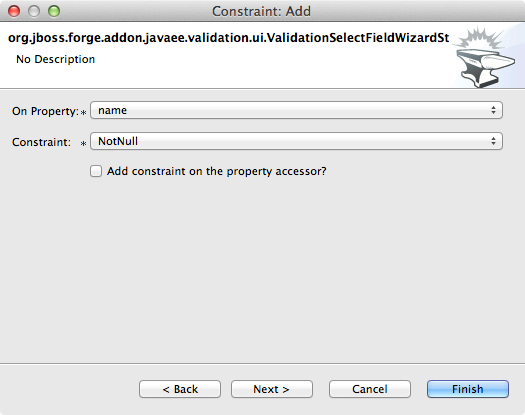 Constraint: Add
org.jboss.forge.addon.javaee.validation.ui.ValidationSelectFieldWizardSt
No Description
On Property:* name
Constraint: * NotNull
Add constraint on the property accessor?
< Back Next > Cancel Finish